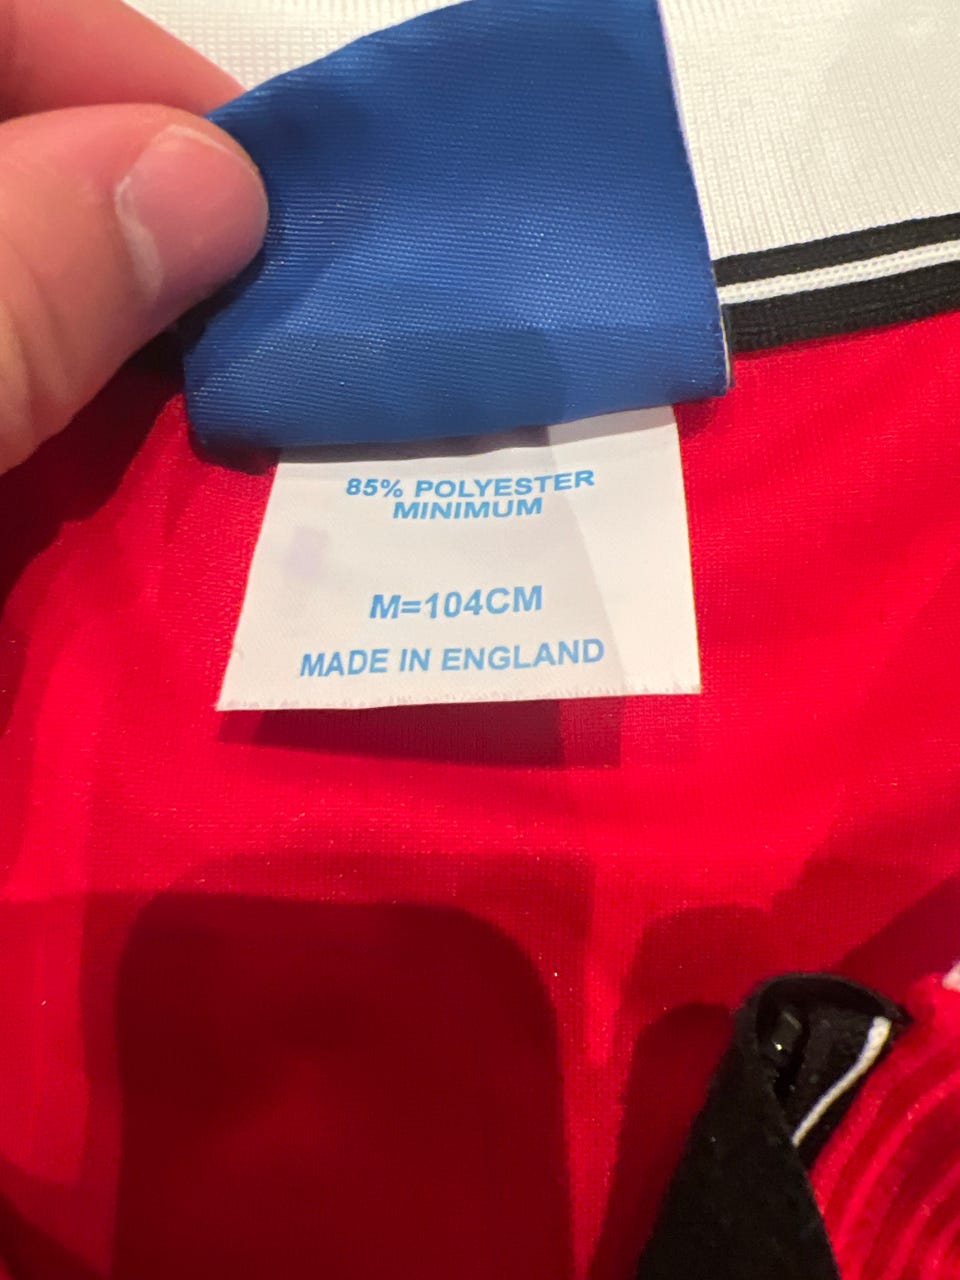 85% POLYESTER
MINIMUM
M=104CM
MADE IN ENGLAND